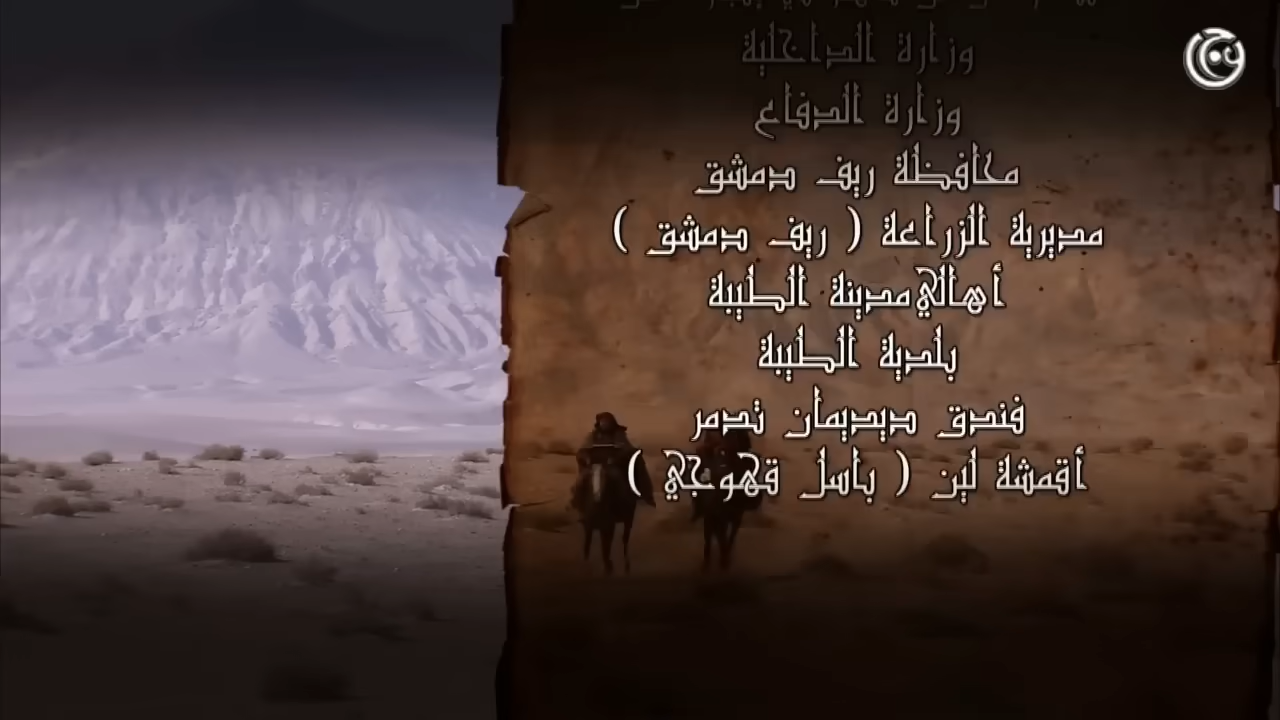 وزارة الداخلية
وزارة الدفاع
محافظة ريف دمشق
مديرية الزراعة ( ريف دمشق )
أهالي مدينة الطيبة
بلدية الطيبة
فندق ديديمان تدمر
أقمشة لين ( باسل قهوجي )